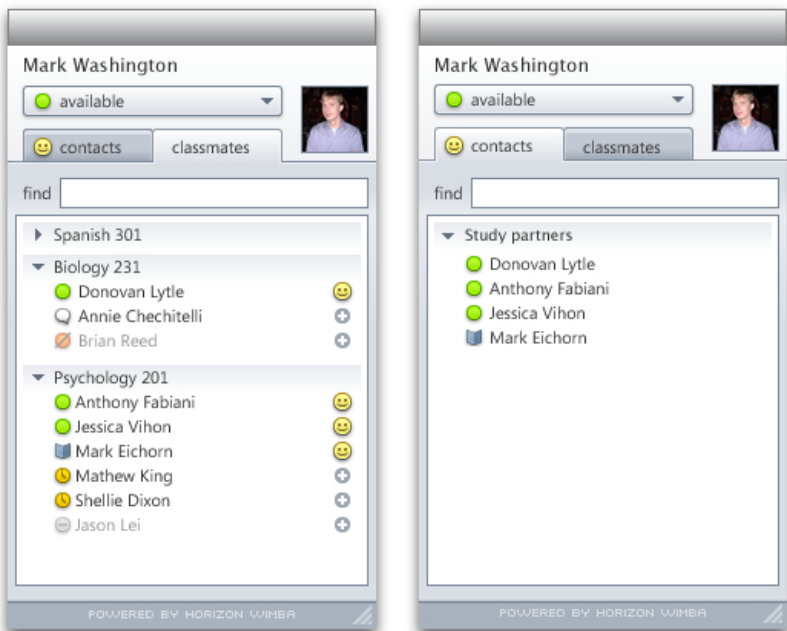 Mark Washington
available
contacts
classmates
find
Spanish 301
Biology 231
Donovan Lytle
Annie Chechitelli
Brian Reed
Psychology 201
Anthony Fabiani
Jessica Vihon
Mark Eichorn
Mathew King
Shellie Dixon
Jason Lei
POWERED BY HORIZON WIMBA
Mark Washington
available
contacts
classmates
find
Study partners
Donovan Lytle
Anthony Fabiani
Jessica Vihon
Mark Eichorn
POWERED BY HORIZON WIMBA